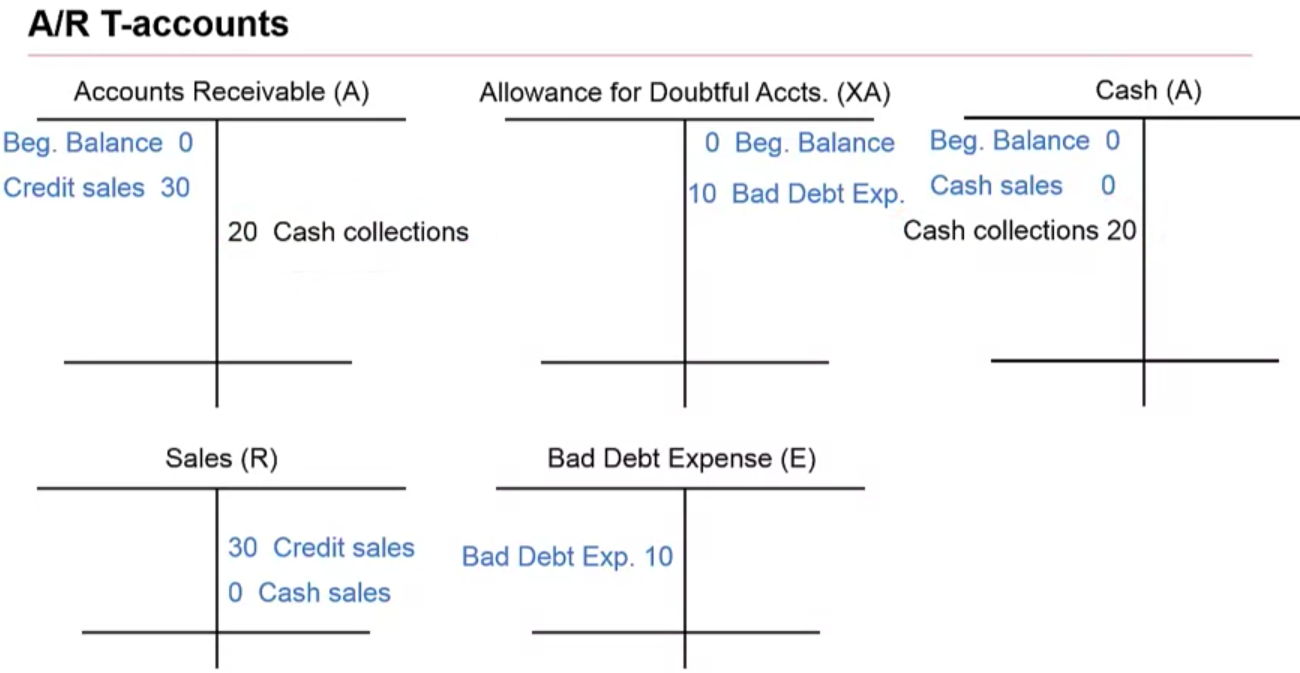 A/R T-accounts
Accounts Receivable (A)
Beg. Balance 0
Credit sales 30
20 Cash collections
Allowance for Doubtful Accts. (XA)
0 Beg. Balance
10 Bad Debt Exp.
Cash (A)
Beg. Balance 0
Cash sales 0
Cash collections 20
Sales (R)
30 Credit sales
0 Cash sales
Bad Debt Expense (E)
Bad Debt Exp. 10